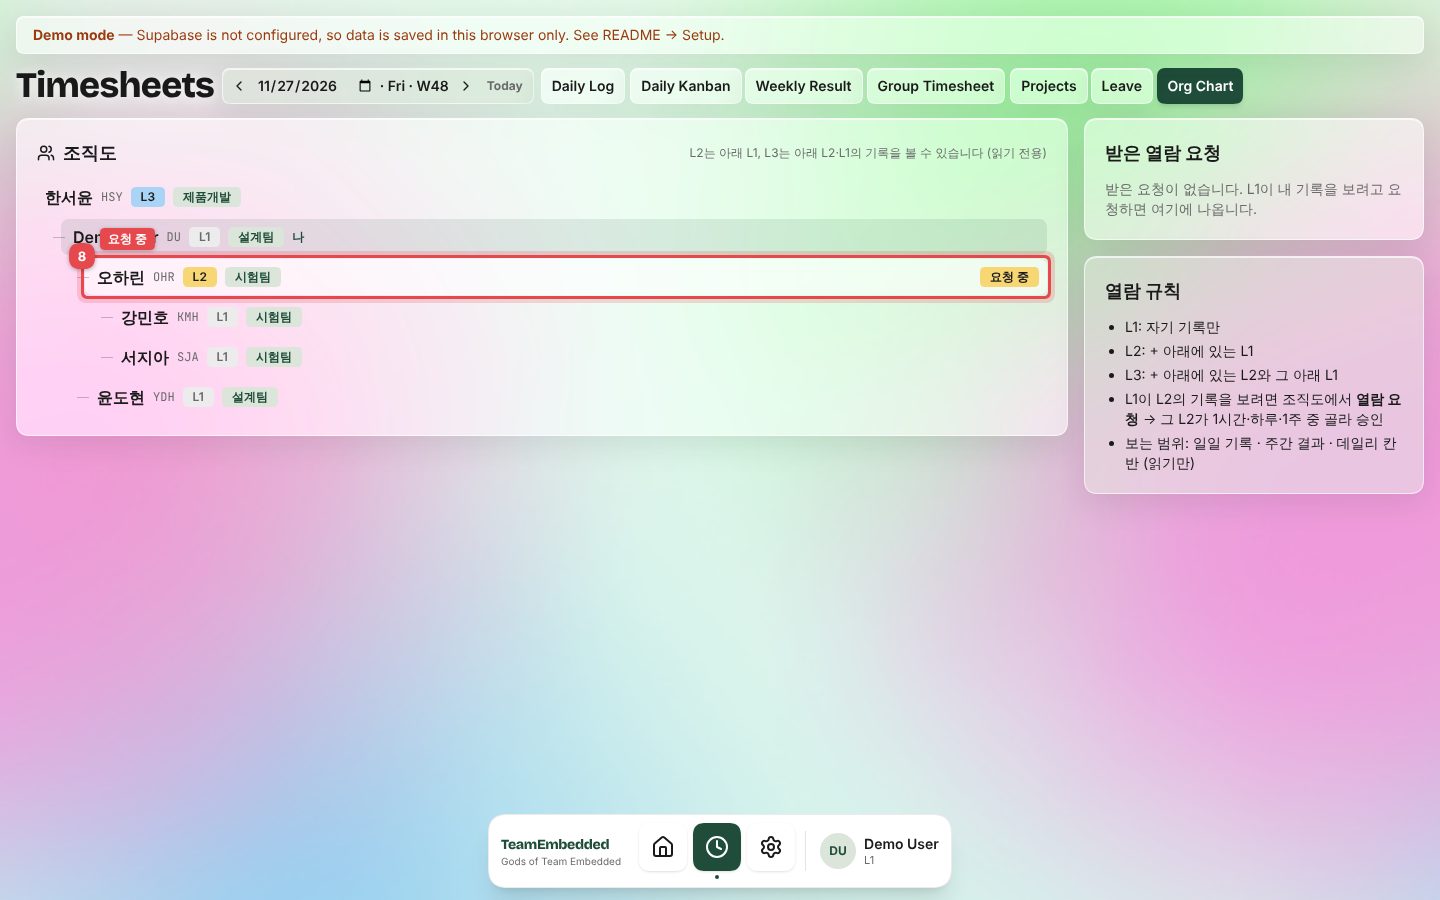 Demo mode — Supabase is not configured, so data is saved in this browser only. See README → Setup.
Timesheets
11/27/2026 · Fri · W48 Today
Daily Log
Daily Kanban
Weekly Result
Group Timesheet
Projects
Leave
Org Chart
조직도
L2는 아래 L1, L3는 아래 L2·L1의 기록을 볼 수 있습니다 (읽기 전용)
한서윤 HSY L3 제품개발
DU L1 설계팀 나
요청 중
8
오하린 OHR L2 시험팀 요청 중
강민호 KMH L1 시험팀
서지아 SJA L1 시험팀
윤도현 YDH L1 설계팀
받은 열람 요청
받은 요청이 없습니다. L1이 내 기록을 보려고 요
청하면 여기에 나옵니다.
열람 규칙
L1: 자기 기록만
L2: + 아래에 있는 L1
L3: + 아래에 있는 L2와 그 아래 L1
L1이 L2의 기록을 보려면 조직도에서 열람 요
청 → 그 L2가 1시간·하루·1주 중 골라 승인
보는 범위: 일일 기록 · 주간 결과 · 데일리 칸
반 (읽기만)
TeamEmbedded
Gods of Team Embedded
DU
Demo User
L1